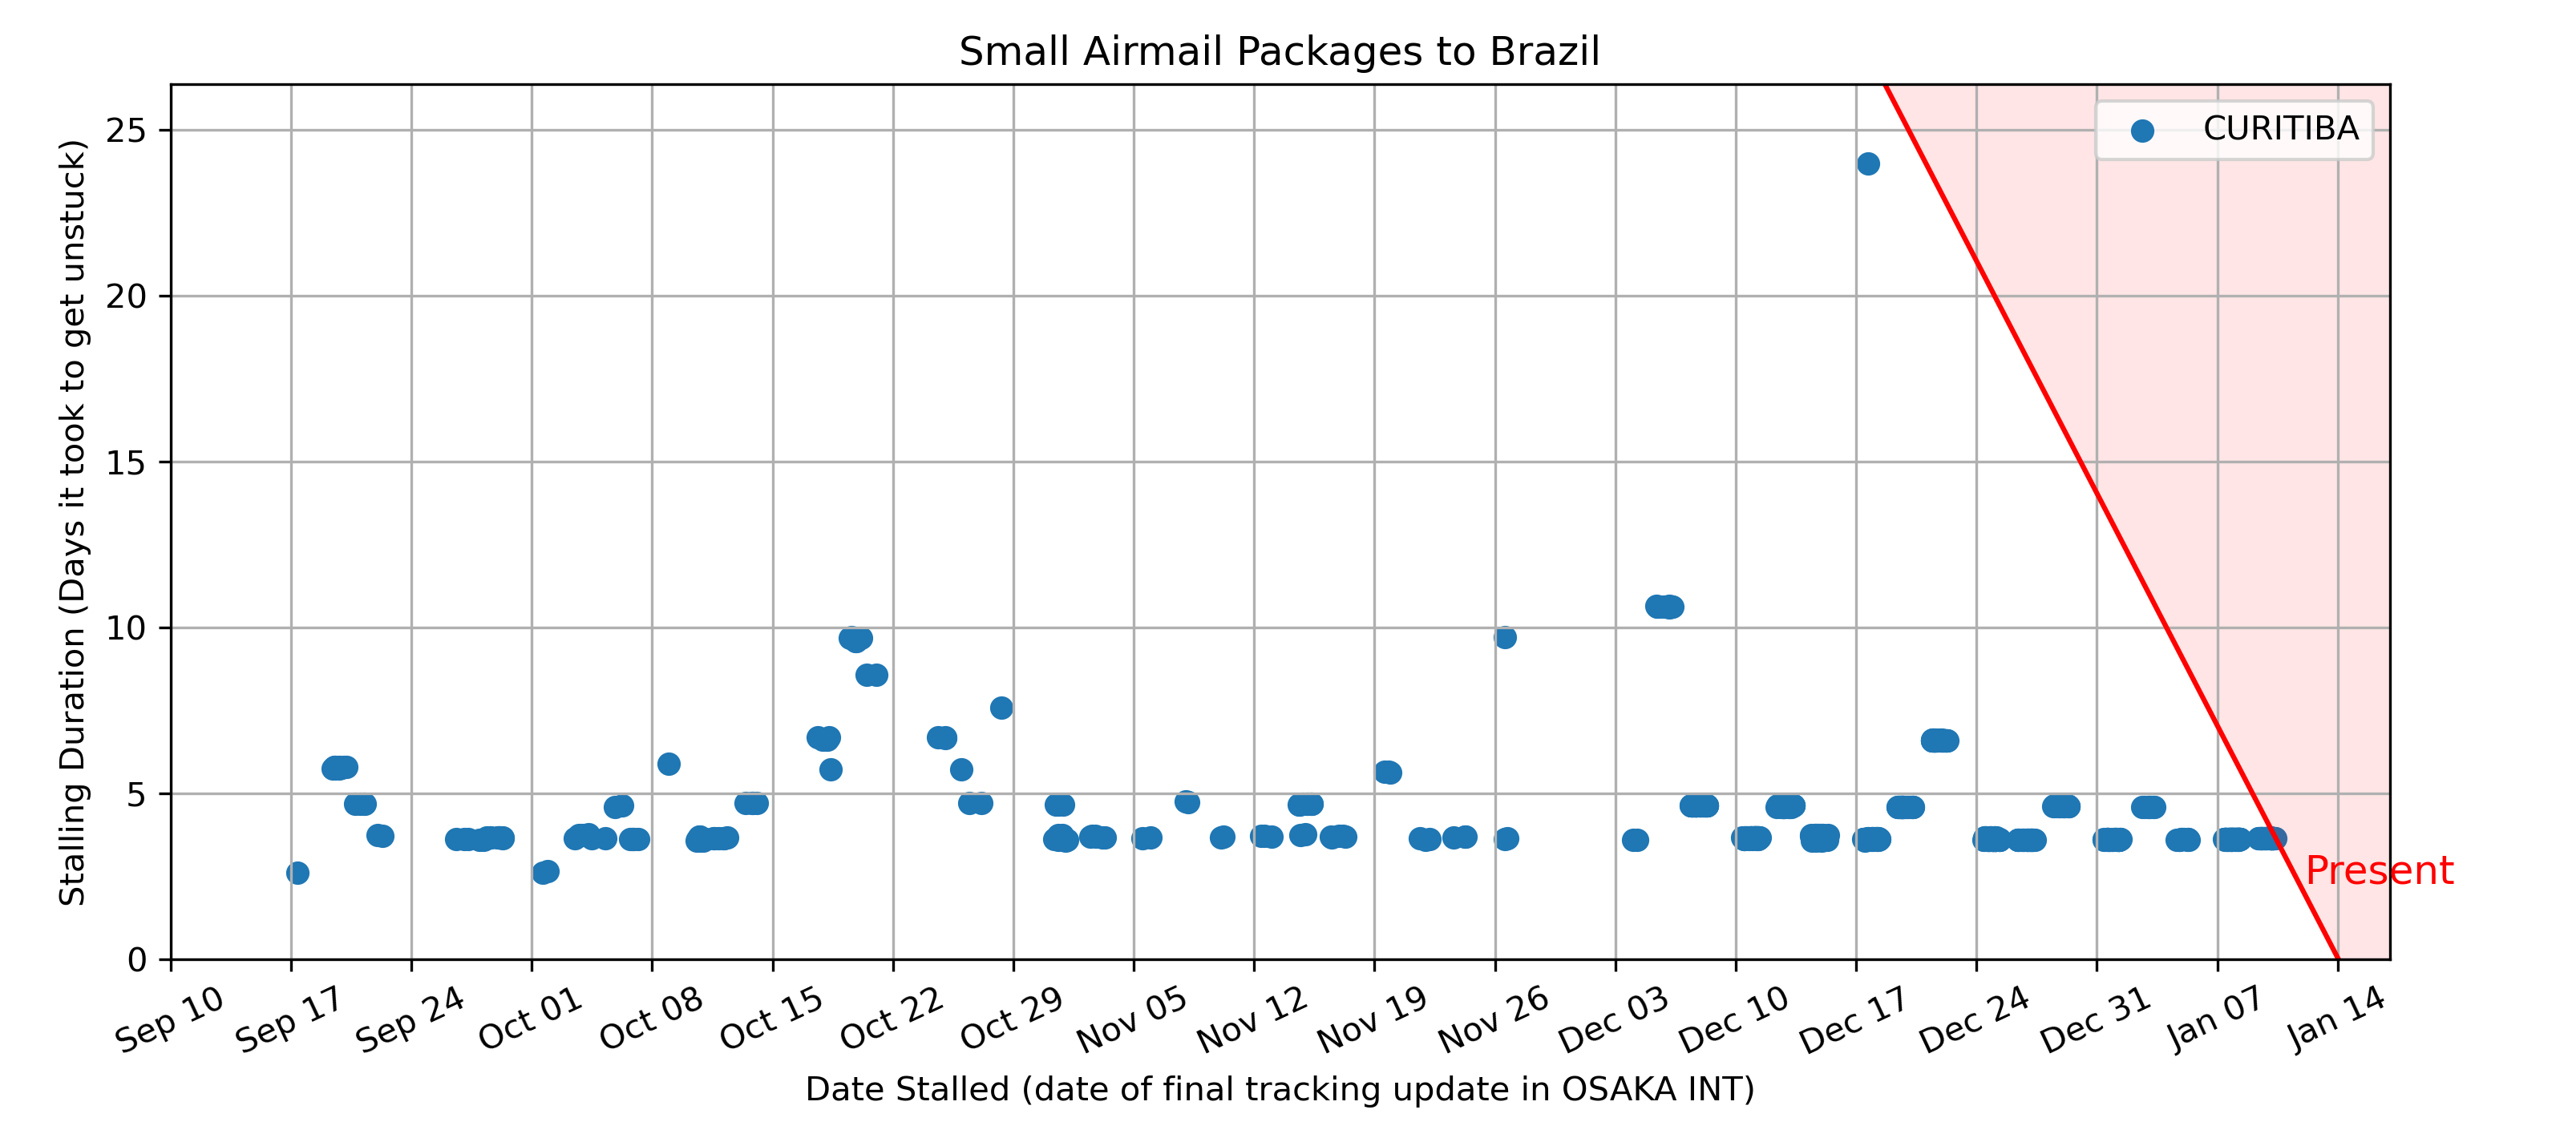 Small Airmail Packages to Brazil
CURITIBA
Stalling Duration (Days it took to get unstuck)
25
20
15
10
5
0
Present
Sep 10 Sep 17 Sep 24 Oct 01 Oct 08 Oct 15 Oct 22 Oct 29 Nov 05 Nov 12 Nov 19 Nov 26 Dec 03 Dec 10 Dec 17 Dec 24 Dec 31 Jan 07 Jan 14
Date Stalled (date of final tracking update in OSAKA INT)